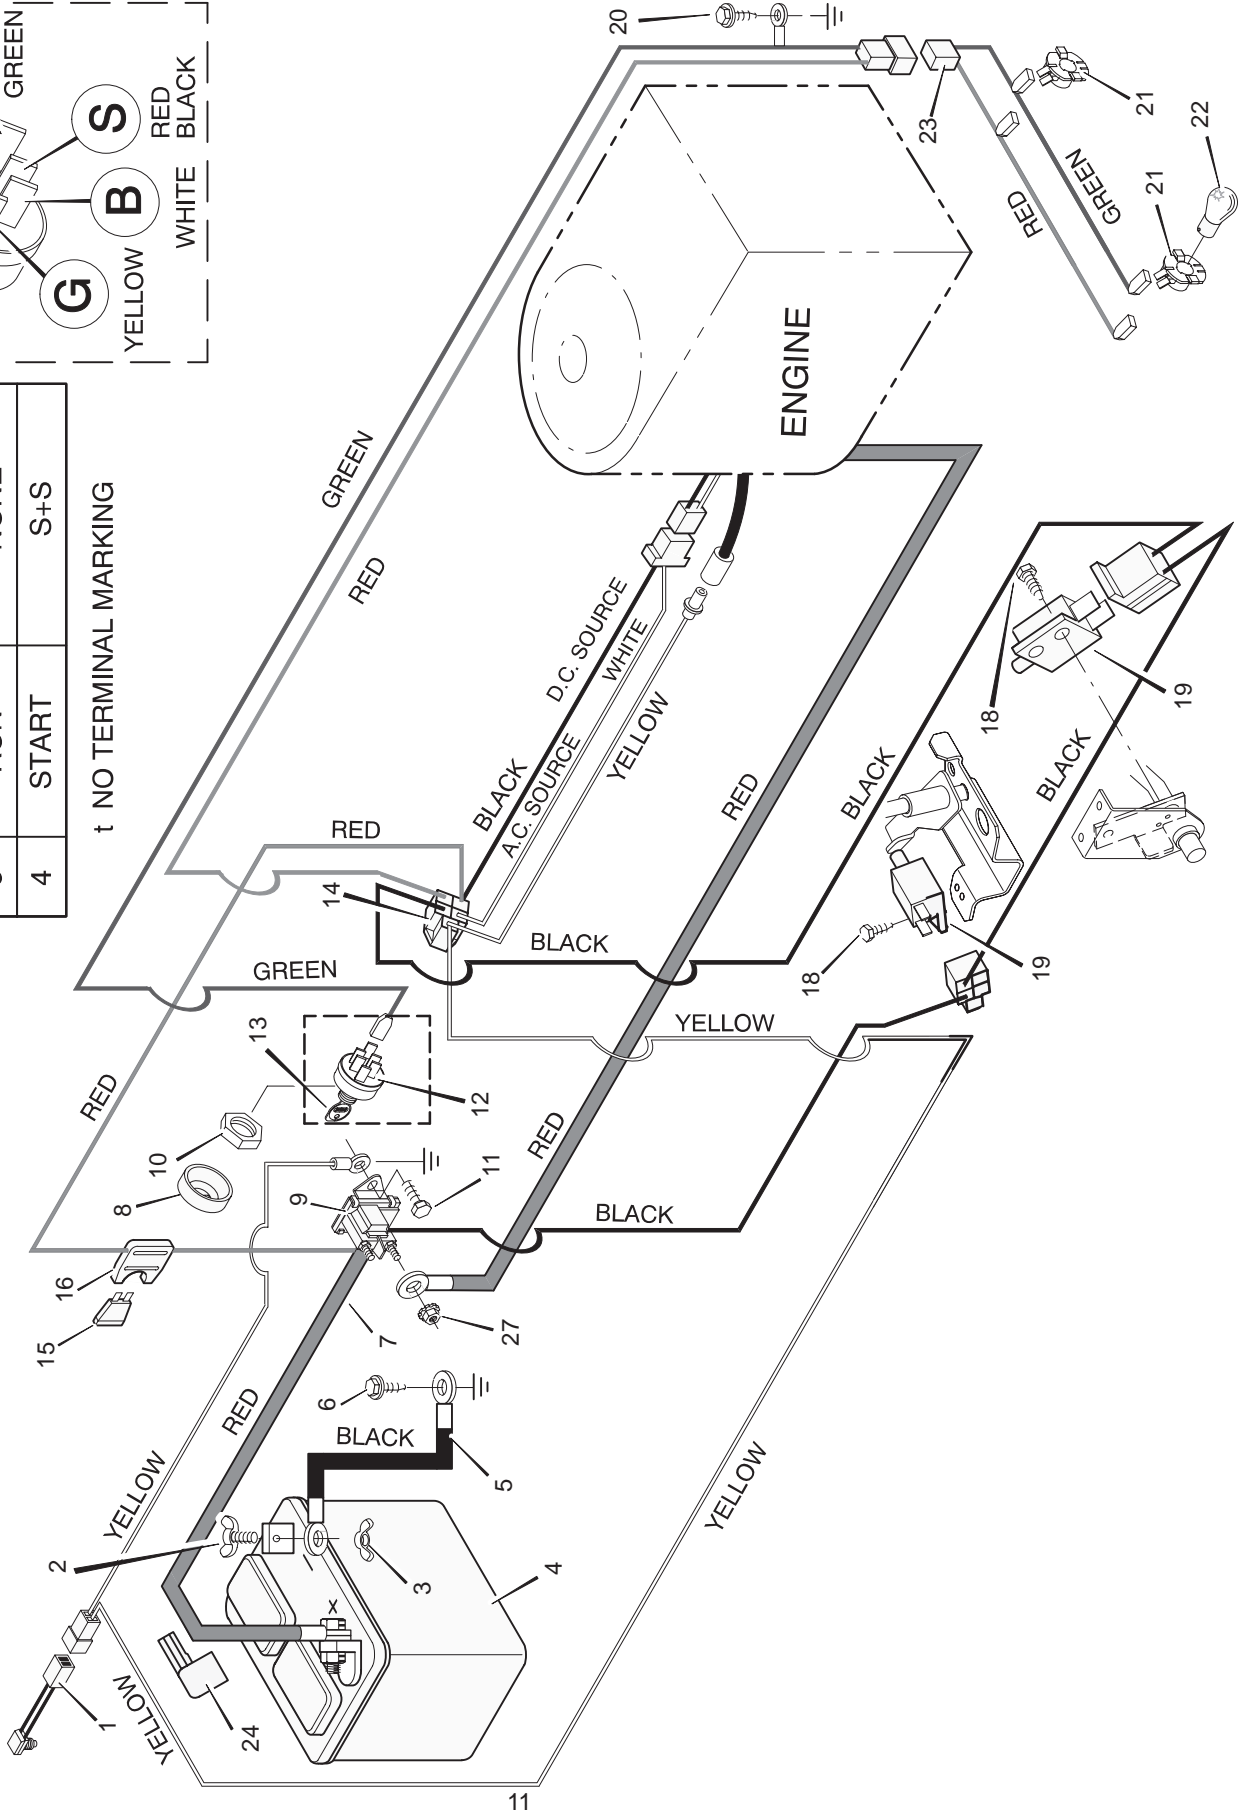 4 START S+S
t NO TERMINAL MARKING
G
B
S
GREEN
YELLOW
WHITE
RED
BLACK
1
YELLOW
2
YELLOW
24
RED
15
16
RED
8
10
13
GREEN
12
9
11
7
27
6
BLACK
5
3
4
X
YELLOW
14
RED
BLACK
YELLOW
BLACK
RED
RED
BLACK
A.C. SOURCE
D.C. SOURCE
WHITE
YELLOW
GREEN
RED
ENGINE
20
23
21
22
21
RED
GREEN
BLACK
18
19
18
19
BLACK
11